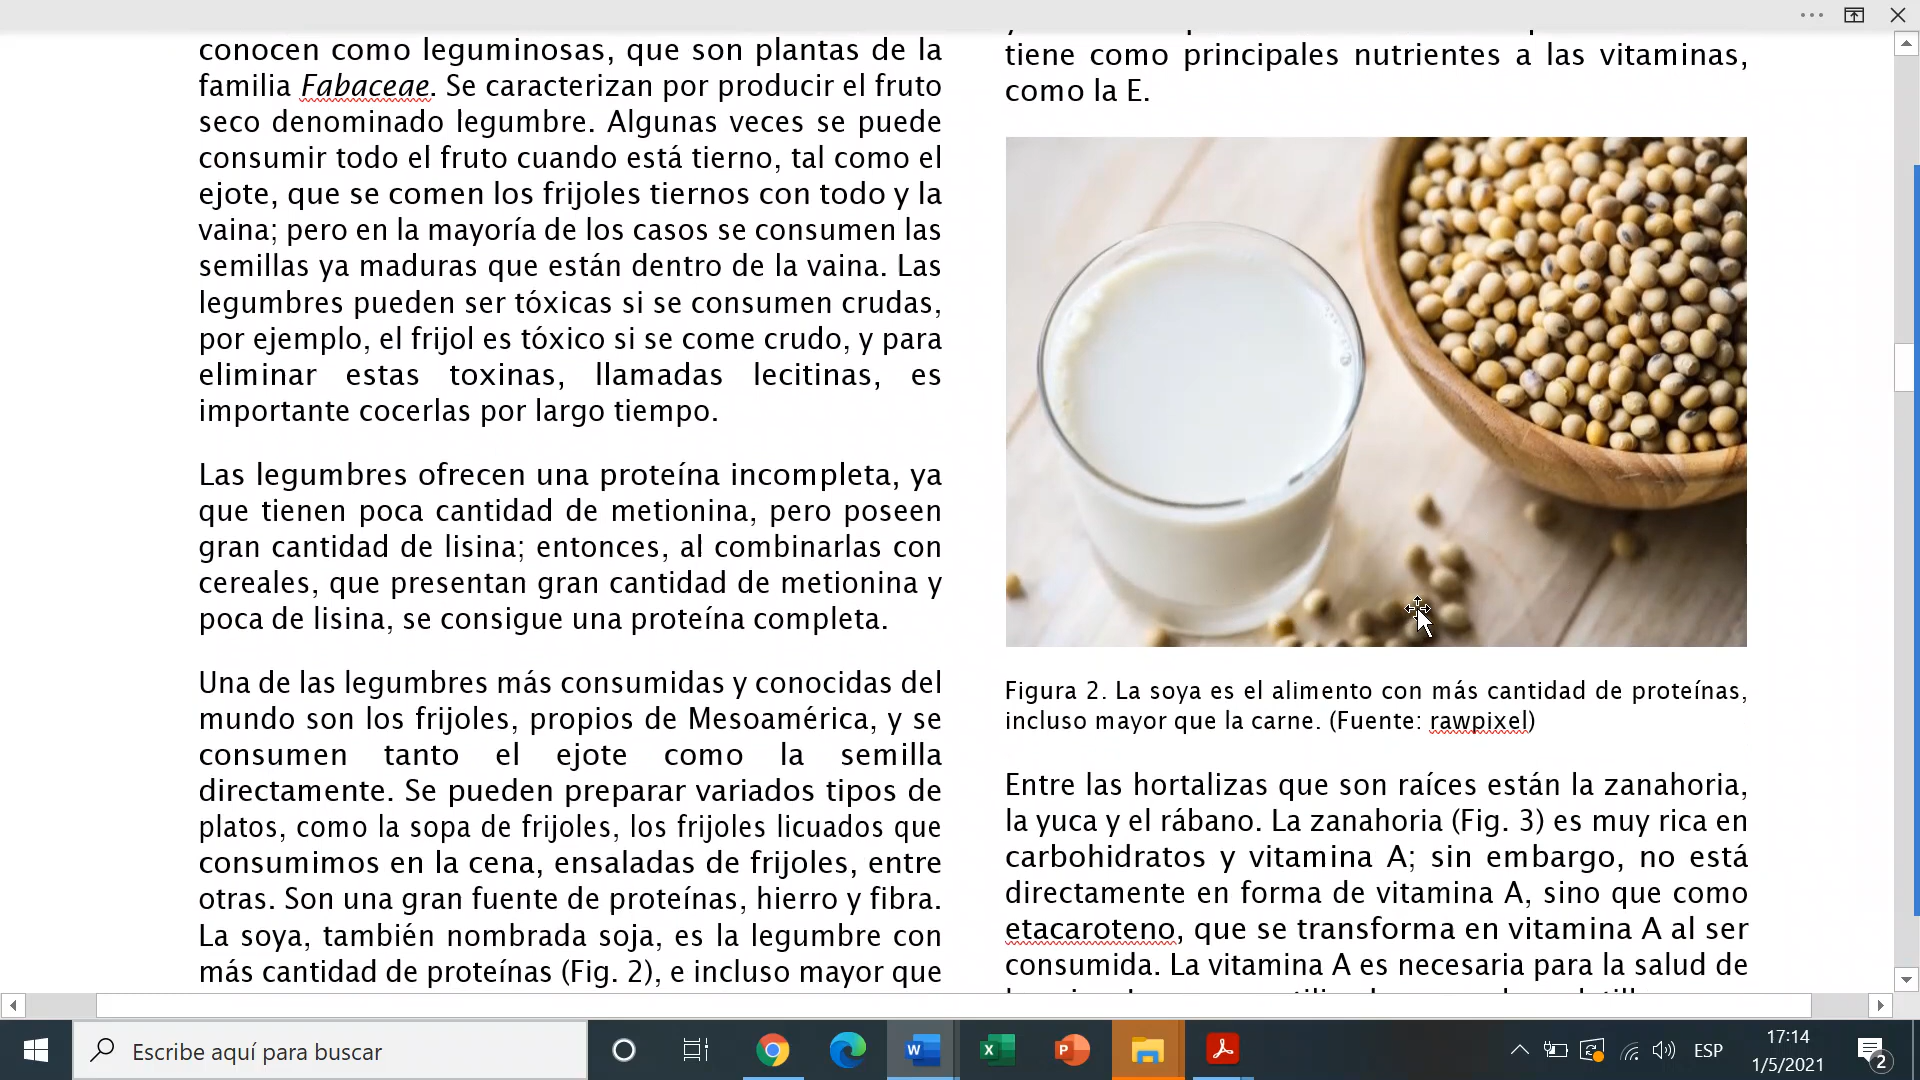 conocen como leguminosas, que son plantas de la
familia Fabaceae. Se caracterizan por producir el fruto
seco denominado legumbre. Algunas veces se puede
consumir todo el fruto cuando está tierno, tal como el
ejote, que se comen los frijoles tiernos con todo y la
vaina; pero en la mayoría de los casos se consumen las
semillas ya maduras que están dentro de la vaina. Las
legumbres pueden ser tóxicas si se consumen crudas,
por ejemplo, el frijol es tóxico si se come crudo, y para
eliminar estas toxinas, llamadas lecitinas, es
importante cocerlas por largo tiempo.
Las legumbres ofrecen una proteína incompleta, ya
que tienen poca cantidad de metionina, pero poseen
gran cantidad de lisina; entonces, al combinarlas con
cereales, que presentan gran cantidad de metionina y
poca de lisina, se consigue una proteína completa.
Una de las legumbres más consumidas y conocidas del
mundo son los frijoles, propios de Mesoamérica, y se
consumen tanto el ejote como la semilla
directamente. Se pueden preparar variados tipos de
platos, como la sopa de frijoles, los frijoles licuados que
consumimos en la cena, ensaladas de frijoles, entre
otras. Son una gran fuente de proteínas, hierro y fibra.
La soya, también nombrada soja, es la legumbre con
más cantidad de proteínas (Fig. 2), e incluso mayor que
tiene como principales nutrientes a las vitaminas,
como la E.
Figura 2. La soya es el alimento con más cantidad de proteínas,
incluso mayor que la carne. (Fuente: rawpixel)
Entre las hortalizas que son raíces están la zanahoria,
la yuca y el rábano. La zanahoria (Fig. 3) es muy rica en
carbohidratos y vitamina A; sin embargo, no está
directamente en forma de vitamina A, sino que como
etacaroteno, que se transforma en vitamina A al ser
consumida. La vitamina A es necesaria para la salud de
Escribe aquí para buscar
W
X
P
ESP
17:14
1/5/2021
2